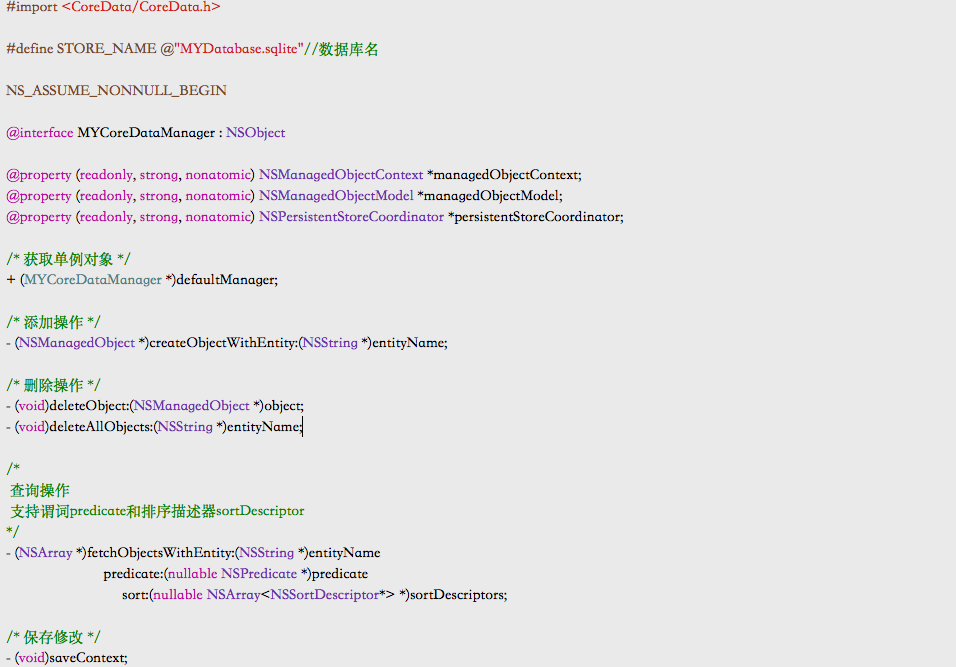 #import <CoreData/CoreData.h>
#define STORE_NAME @"MYDatabase.sqlite"//数据库名
NS_ASSUME_NONNULL_BEGIN
@interface MYCoreDataManager : NSObject
@property (readonly, strong, nonatomic) NSManagedObjectContext *managedObjectContext;
@property (readonly, strong, nonatomic) NSManagedObjectModel *managedObjectModel;
@property (readonly, strong, nonatomic) NSPersistentStoreCoordinator *persistentStoreCoordinator;
/* 获取单例对象 */
+ (MYCoreDataManager *)defaultManager;
/* 添加操作 */
- (NSManagedObject *)createObjectWithEntity:(NSString *)entityName;
/* 删除操作 */
- (void)deleteObject:(NSManagedObject *)object;
- (void)deleteAllObjects:(NSString *)entityName;
/*
查询操作
支持谓词predicate和排序描述器sortDescriptor
*/
- (NSArray *)fetchObjectsWithEntity:(NSString *)entityName
predicate:(nullable NSPredicate *)predicate
sort:(nullable NSArray<NSSortDescriptor*> *)sortDescriptors;
/* 保存修改 */
- (void)saveContext;